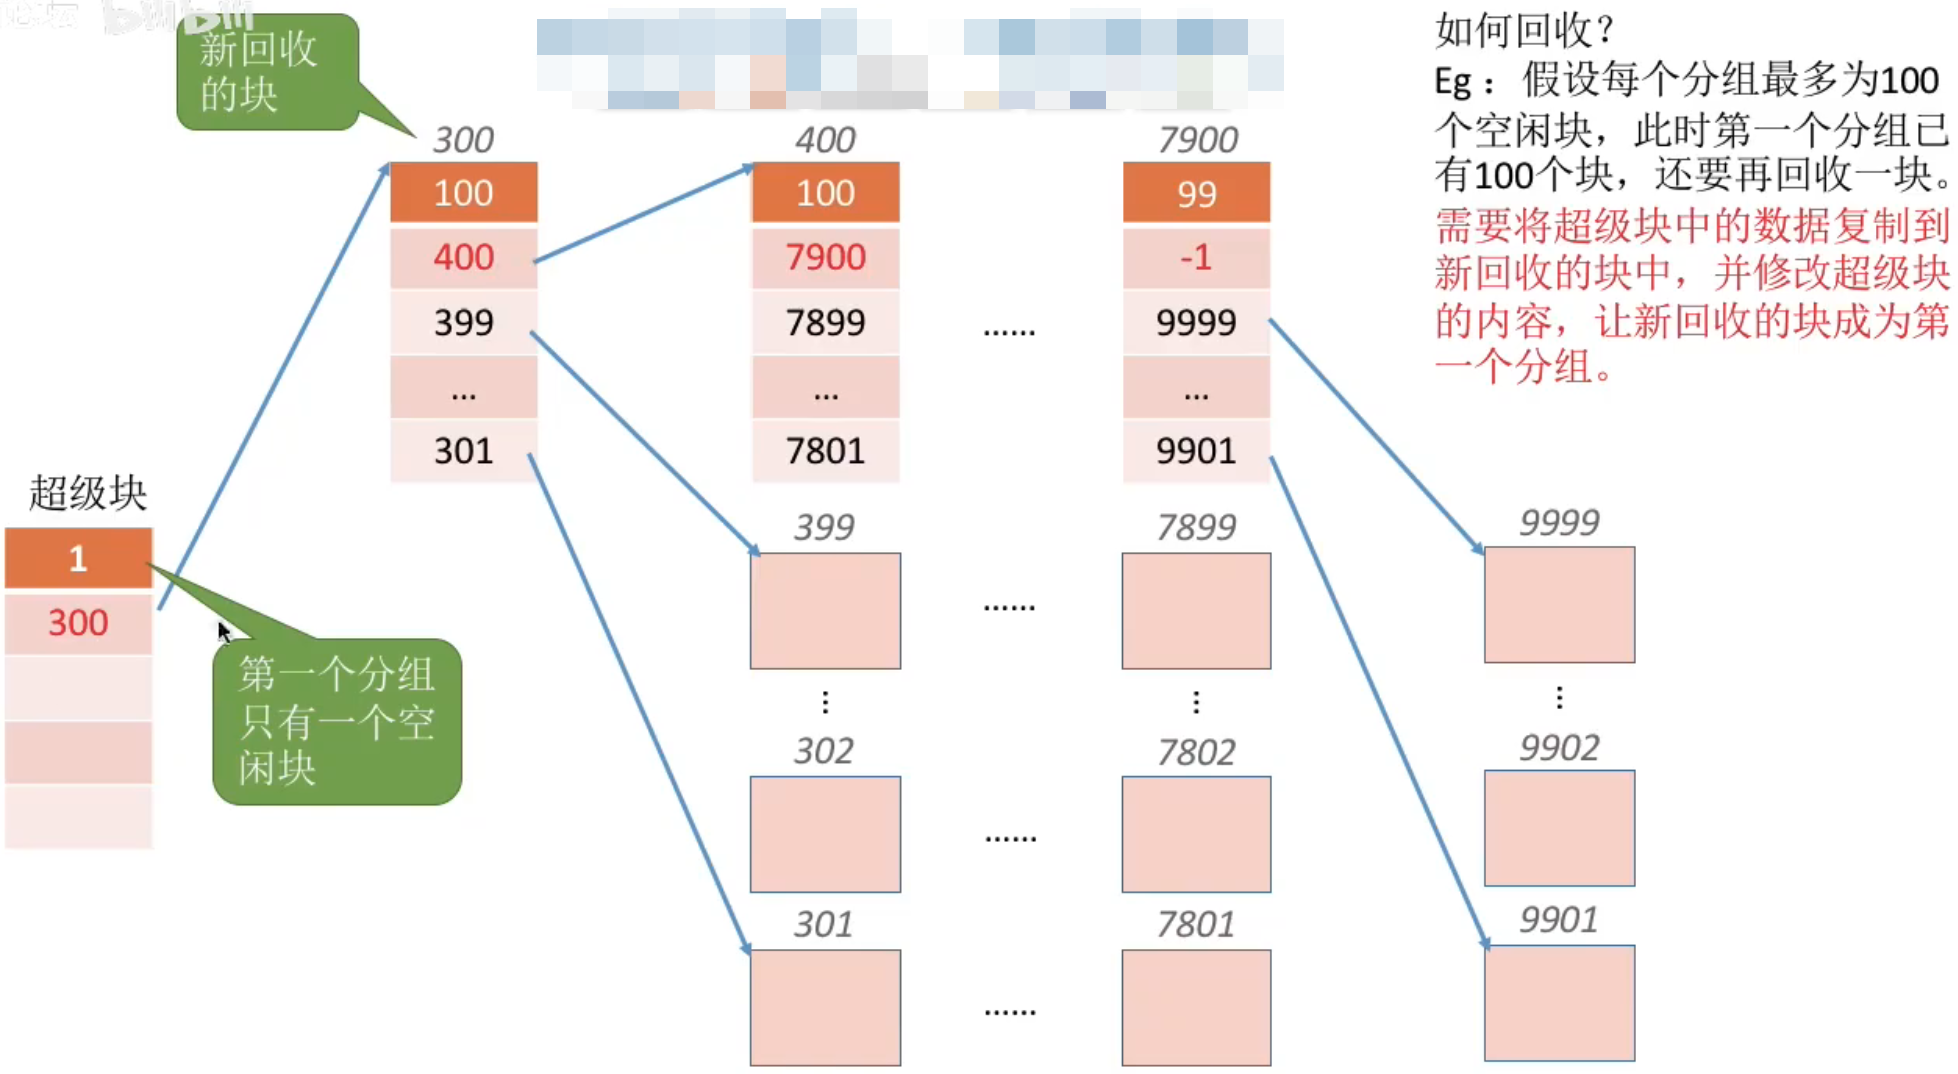 bilibili
新回收
的块
如何回收？
Eg：假设每个分组最多为100
个空闲块，此时第一个分组已
有100个块，还要再回收一块。
需要将超级块中的数据复制到
新回收的块中，并修改超级块
的内容，让新回收的块成为第
一个分组。
300
100
400
399
...
301
400
100
7900
7899
...
7801
......
7900
99
-1
9999
...
9901
超级块
1
300
第一个分组
只有一个空
闲块
399
......
7899
9999
⋮
⋮
⋮
302
......
7802
9902
301
......
7801
9901